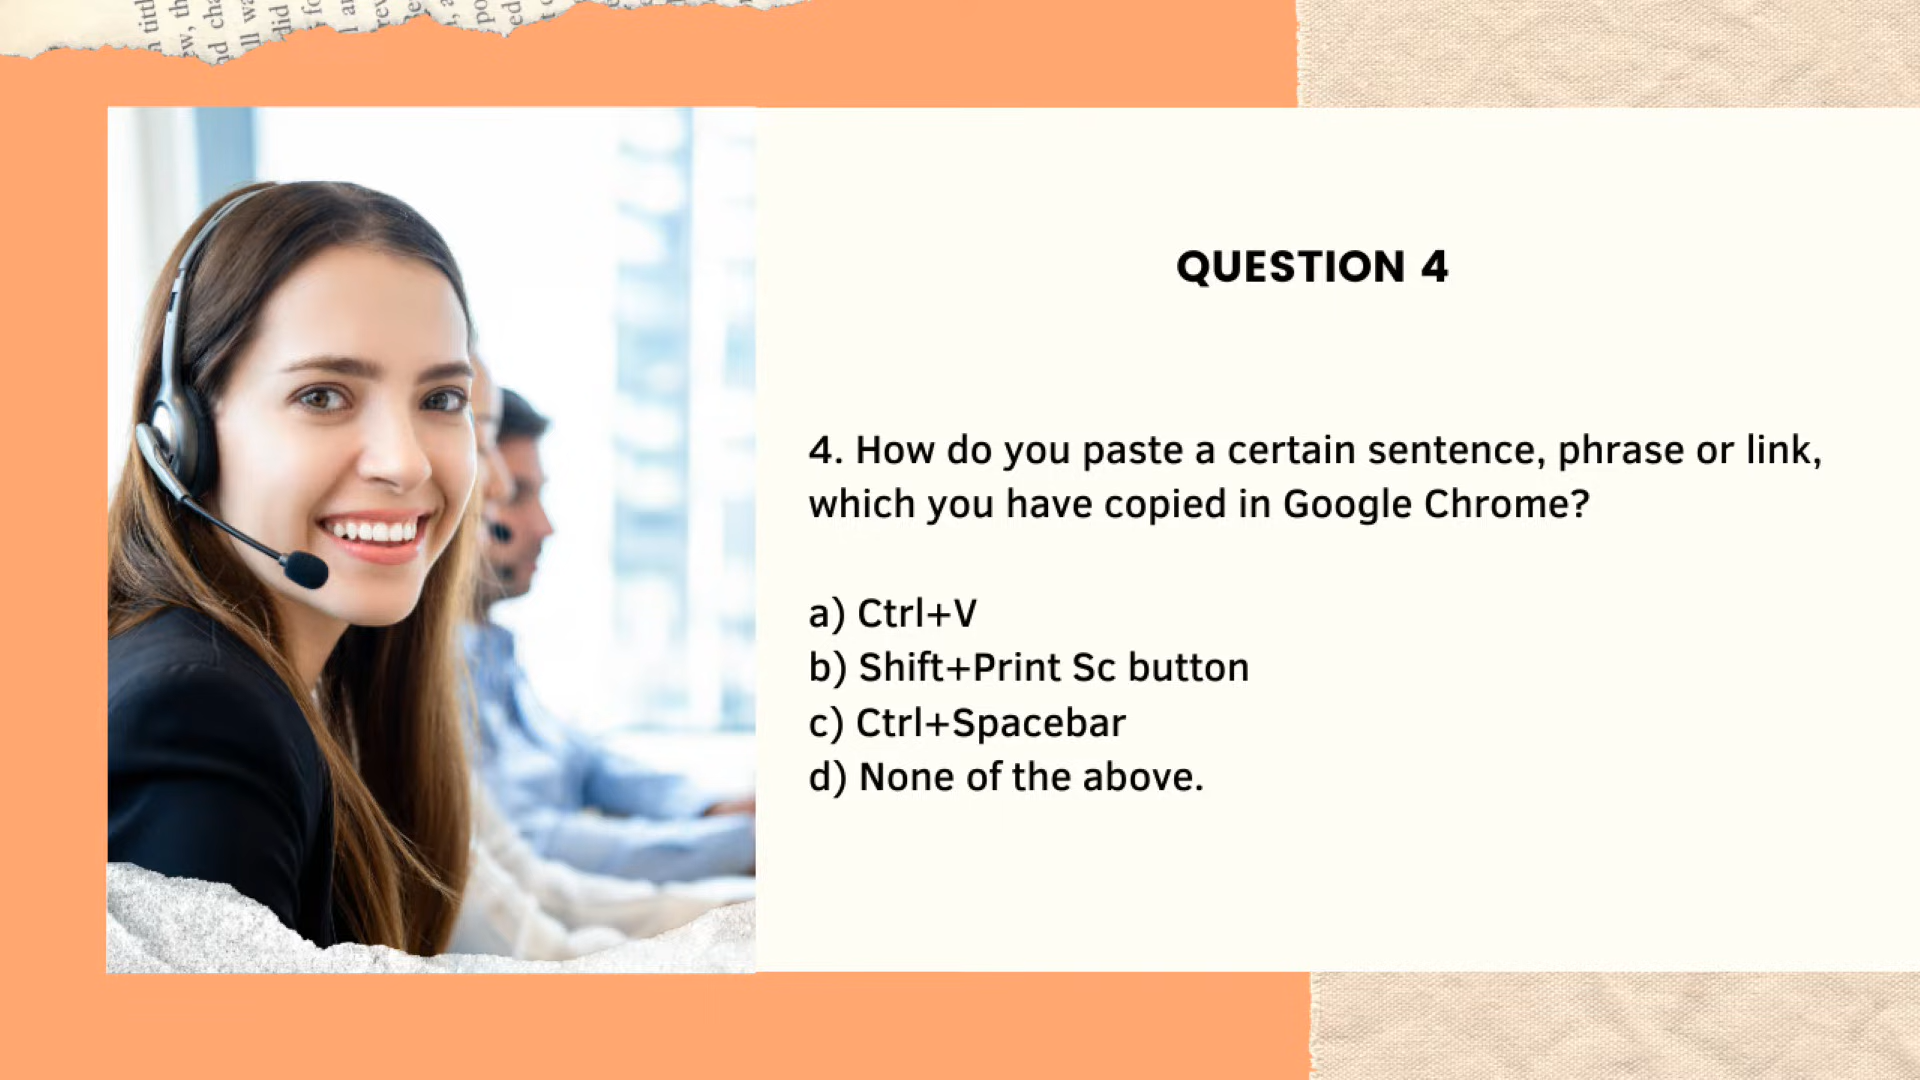 QUESTION 4
4. How do you paste a certain sentence, phrase or link,
which you have copied in Google Chrome?
a) Ctrl+V
b) Shift+Print Sc button
c) Ctrl+Spacebar
d) None of the above.